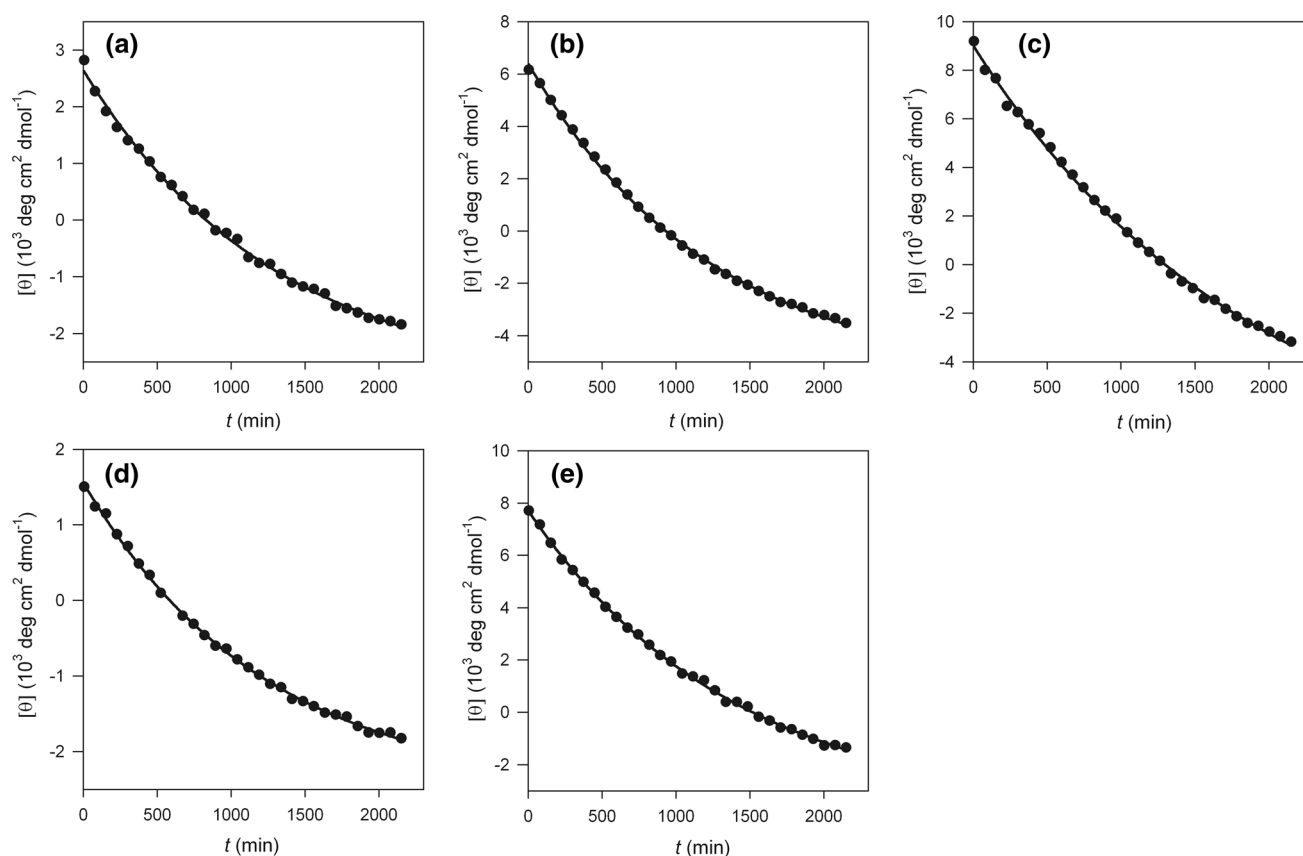 (a)
[θ] (10³ deg cm² dmol⁻¹)
3
2
1
0
-1
-2
0 500 1000 1500 2000
t (min)
(b)
[θ] (10³ deg cm² dmol⁻¹)
8
6
4
2
0
-2
-4
-6
0 500 1000 1500 2000
t (min)
(c)
[θ] (10³ deg cm² dmol⁻¹)
10
8
6
4
2
0
-2
-4
0 500 1000 1500 2000
t (min)
(d)
[θ] (10³ deg cm² dmol⁻¹)
2
1
0
-1
-2
0 500 1000 1500 2000
t (min)
(e)
[θ] (10³ deg cm² dmol⁻¹)
10
8
6
4
2
0
-2
0 500 1000 1500 2000
t (min)